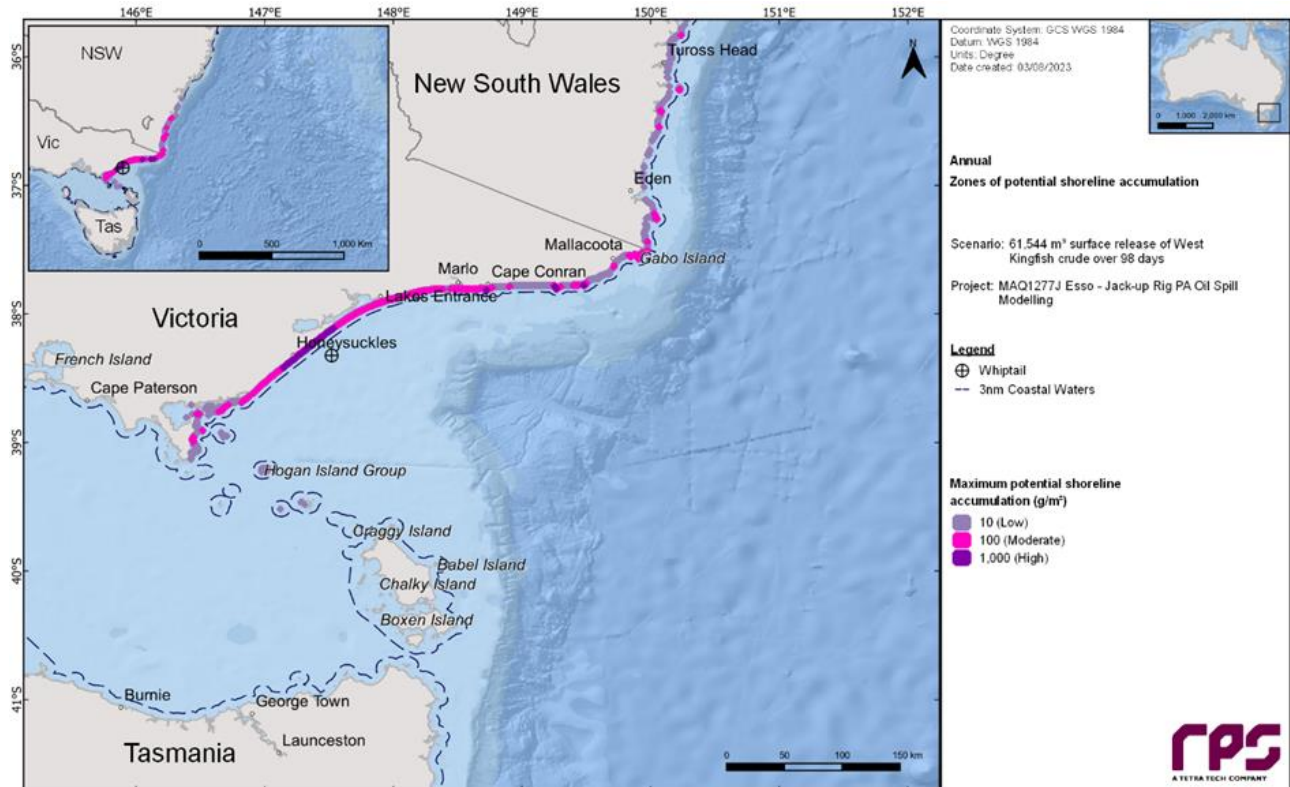 146°E 147°E 148°E 149°E 150°E 151°E 152°E
36°S
37°S
38°S
39°S
40°S
41°S
NSW
Vic
Tas
0 500 1,000 Km
New South Wales
Tuross Head
N
Eden
Mallacoota
Gabo Island
Marlo
Cape Conran
Lakes Entrance
Victoria
Honeysuckles
French Island
Cape Paterson
Hogan Island Group
Craggy Island
Babel Island
Chalky Island
Boxen Island
Burnie
George Town
Launceston
Tasmania
0 50 100 150 km
Coordinate System: GCS WGS 1984
Datum: WGS 1984
Units: Degree
Date created: 03/08/2023
0 1,000 2,000 km
Annual
Zones of potential shoreline accumulation
Scenario: 61,544 m³ surface release of West
Kingfish crude over 98 days
Project: MAQ1277J Esso - Jack-up Rig PA Oil Spill
Modelling
Legend
Whiptail
3nm Coastal Waters
Maximum potential shoreline
accumulation (g/m²)
10 (Low)
100 (Moderate)
1,000 (High)
rps
A TETRA TECH COMPANY